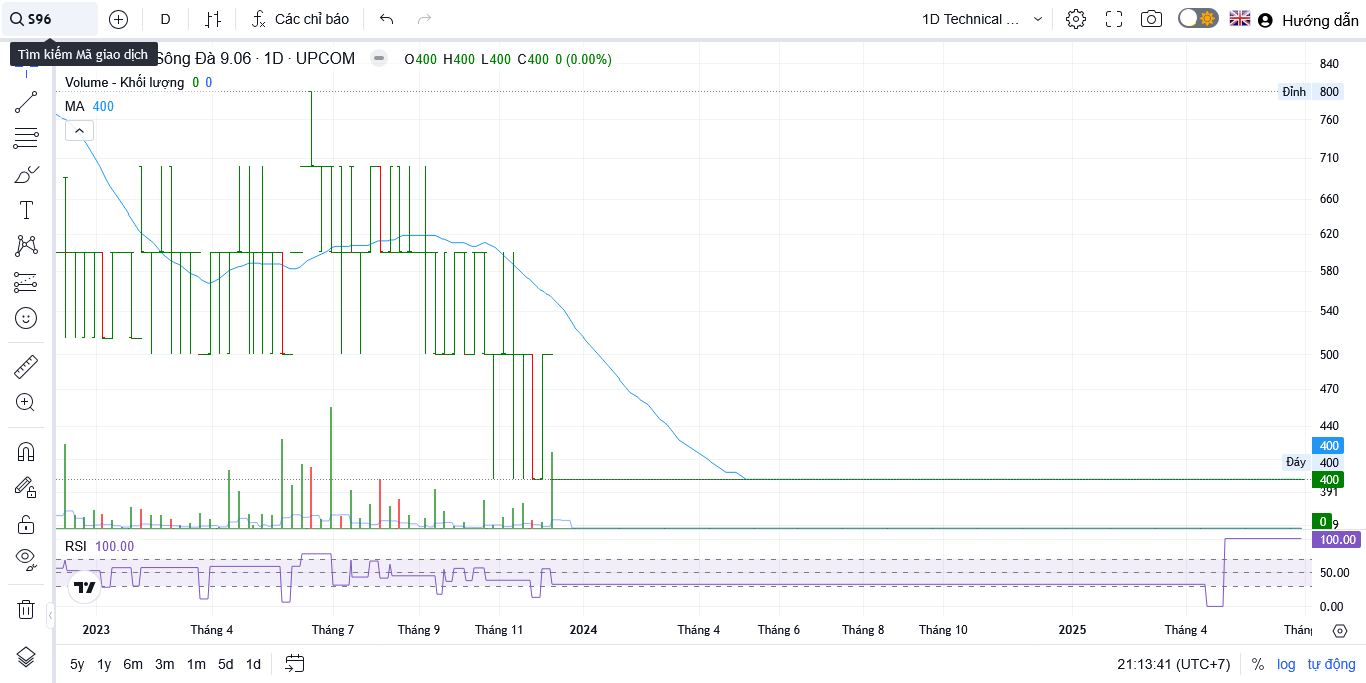 S96 D Các chỉ báo 1D Technical ... Hướng dẫn
Tìm kiếm Mã giao dịch
Sông Đà 9.06 · 1D · UPCOM O400 H400 L400 C400 0 (0.00%)
Volume - Khối lượng 0 0
MA 400
840
Đỉnh 800
760
710
660
620
580
540
500
470
440
400
Đáy 400
400
391
0
9
RSI 100.00
100.00
50.00
0.00
2023 Tháng 4 Tháng 7 Tháng 9 Tháng 11 2024 Tháng 4 Tháng 6 Tháng 8 Tháng 10 2025 Tháng 4 Tháng
5y 1y 6m 3m 1m 5d 1d 21:13:41 (UTC+7) % log tự động